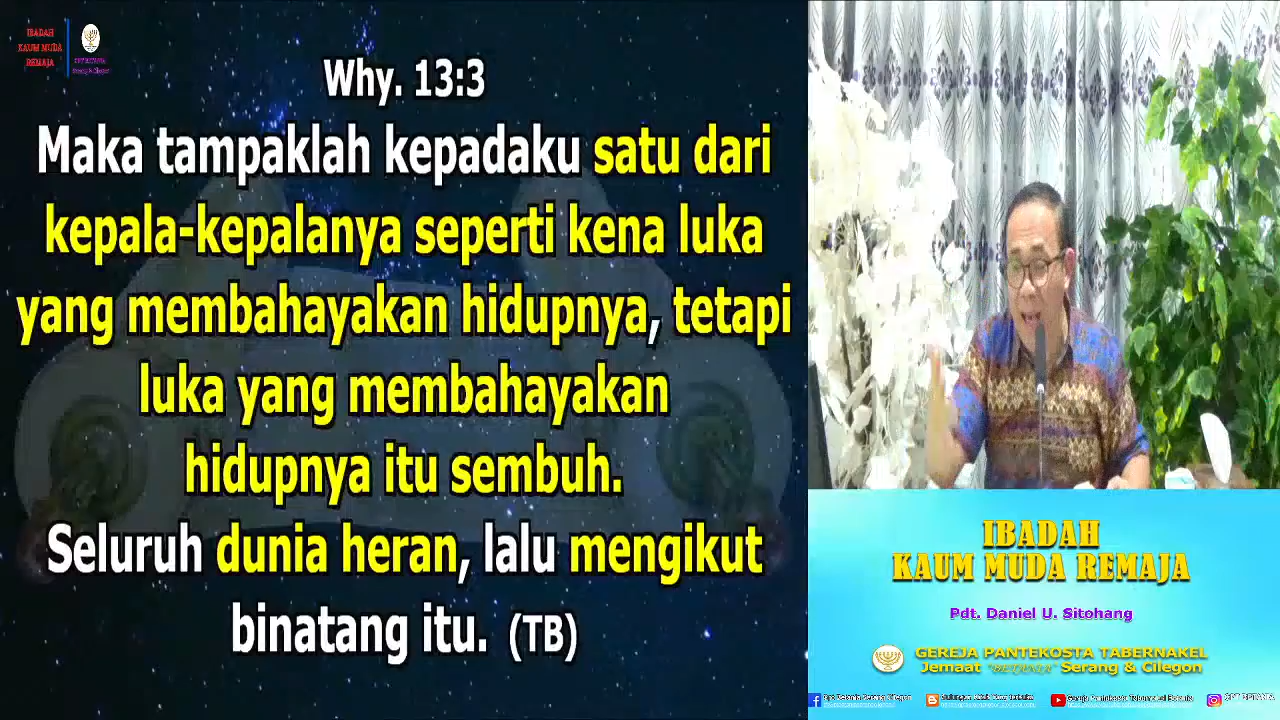 IBADAH
KAUM MUDA
REMAJA
Why. 13:3
Maka tampaklah kepadaku satu dari
kepala-kepalanya seperti kena luka
yang membahayakan hidupnya, tetapi
luka yang membahayakan
hidupnya itu sembuh.
Seluruh dunia heran, lalu mengikut
binatang itu. (TB)
IBADAH
KAUM MUDA REMAJA
Pdt. Daniel U. Sitohang
GEREJA PANTEKOSTA TABERNAKEL
Jemaat "BETANIA" Serang & Cilegon